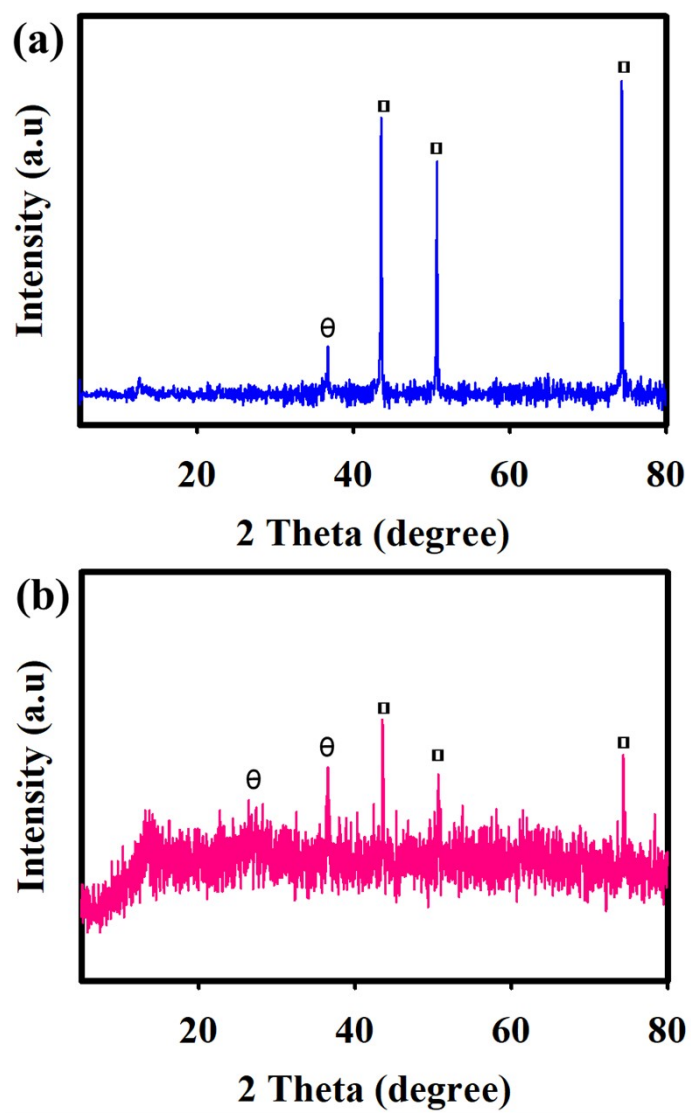 (a)
Intensity (a.u)
θ
20
40
60
80
2 Theta (degree)
(b)
Intensity (a.u)
θ
θ
20
40
60
80
2 Theta (degree)